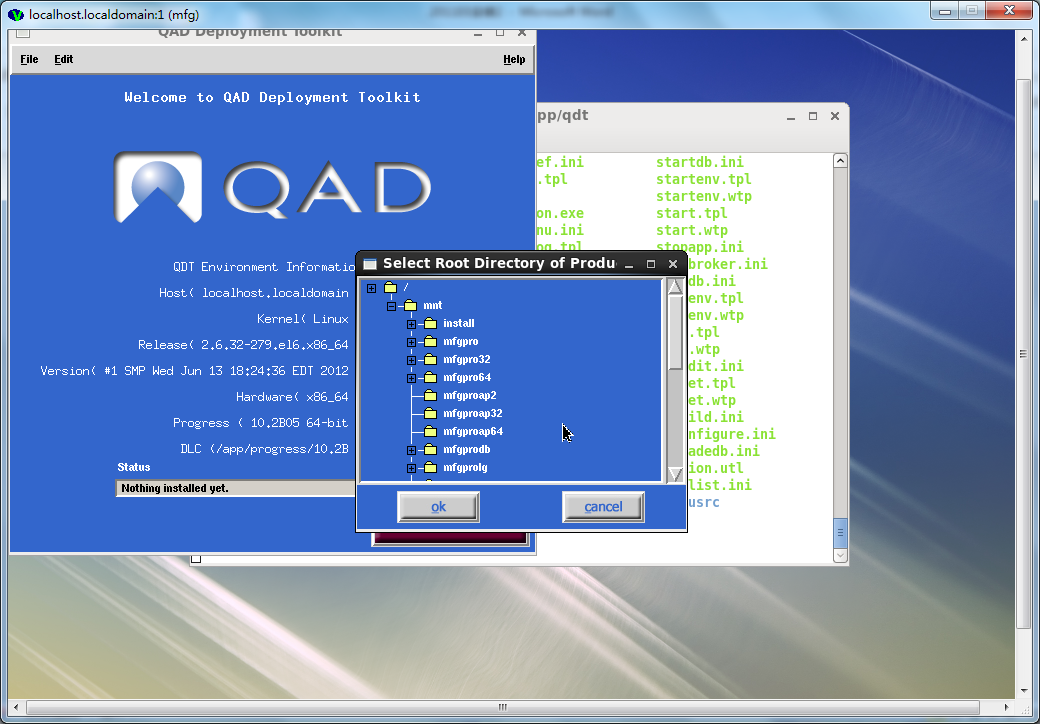 localhost.localdomain:1 (mfg)
QAD Deployment Toolkit
File Edit Help
Welcome to QAD Deployment Toolkit
QAD
QDT Environment Informatio
Host( localhost.localdomain
Kernel( Linux
Release( 2.6.32-279.el6.x86_64
Version( #1 SMP Wed Jun 13 18:24:36 EDT 2012
Hardware( x86_64
Progress ( 10.2B05 64-bit
DLC (/app/progress/10.2B
Status
Nothing installed yet.
pp/qdt
ef.ini startdb.ini
.tpl startenv.tpl
startenv.wtp
on.exe start.tpl
nu.ini start.wtp
og.tpl stopapp.ini
broker.ini
db.ini
env.tpl
env.wtp
.tpl
.wtp
dit.ini
et.tpl
et.wtp
ild.ini
nfigure.ini
adedb.ini
ion.utl
list.ini
usrc
Select Root Directory of Produ
/
mnt
install
mfgpro
mfgpro32
mfgpro64
mfgproap2
mfgproap32
mfgproap64
mfgprodb
mfgprolg
ok cancel